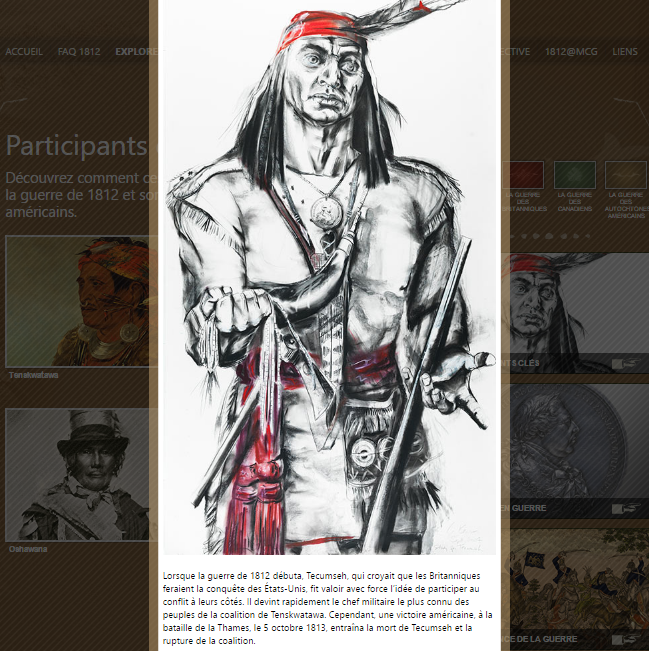 ACCUEIL FAQ 1812 EXPLORE
ECTIVE 1812@MCG LIENS
Participants
Découvrez comment ce
la guerre de 1812 et son
américains.
LA GUERRE DES BRITANNIQUES
LA GUERRE DES CANADIENS
LA GUERRE DES AUTOCHTONES AMÉRICAINS
Tenskwatawa
NTS CLÉS
Oshawana
EN GUERRE
NCE DE LA GUERRE
Lorsque la guerre de 1812 débuta, Tecumseh, qui croyait que les Britanniques
feraient la conquête des États-Unis, fit valoir avec force l'idée de participer au
conflit à leurs côtés. Il devint rapidement le chef militaire le plus connu des
peuples de la coalition de Tenskwatawa. Cependant, une victoire américaine, à la
bataille de la Thames, le 5 octobre 1813, entraîna la mort de Tecumseh et la
rupture de la coalition.